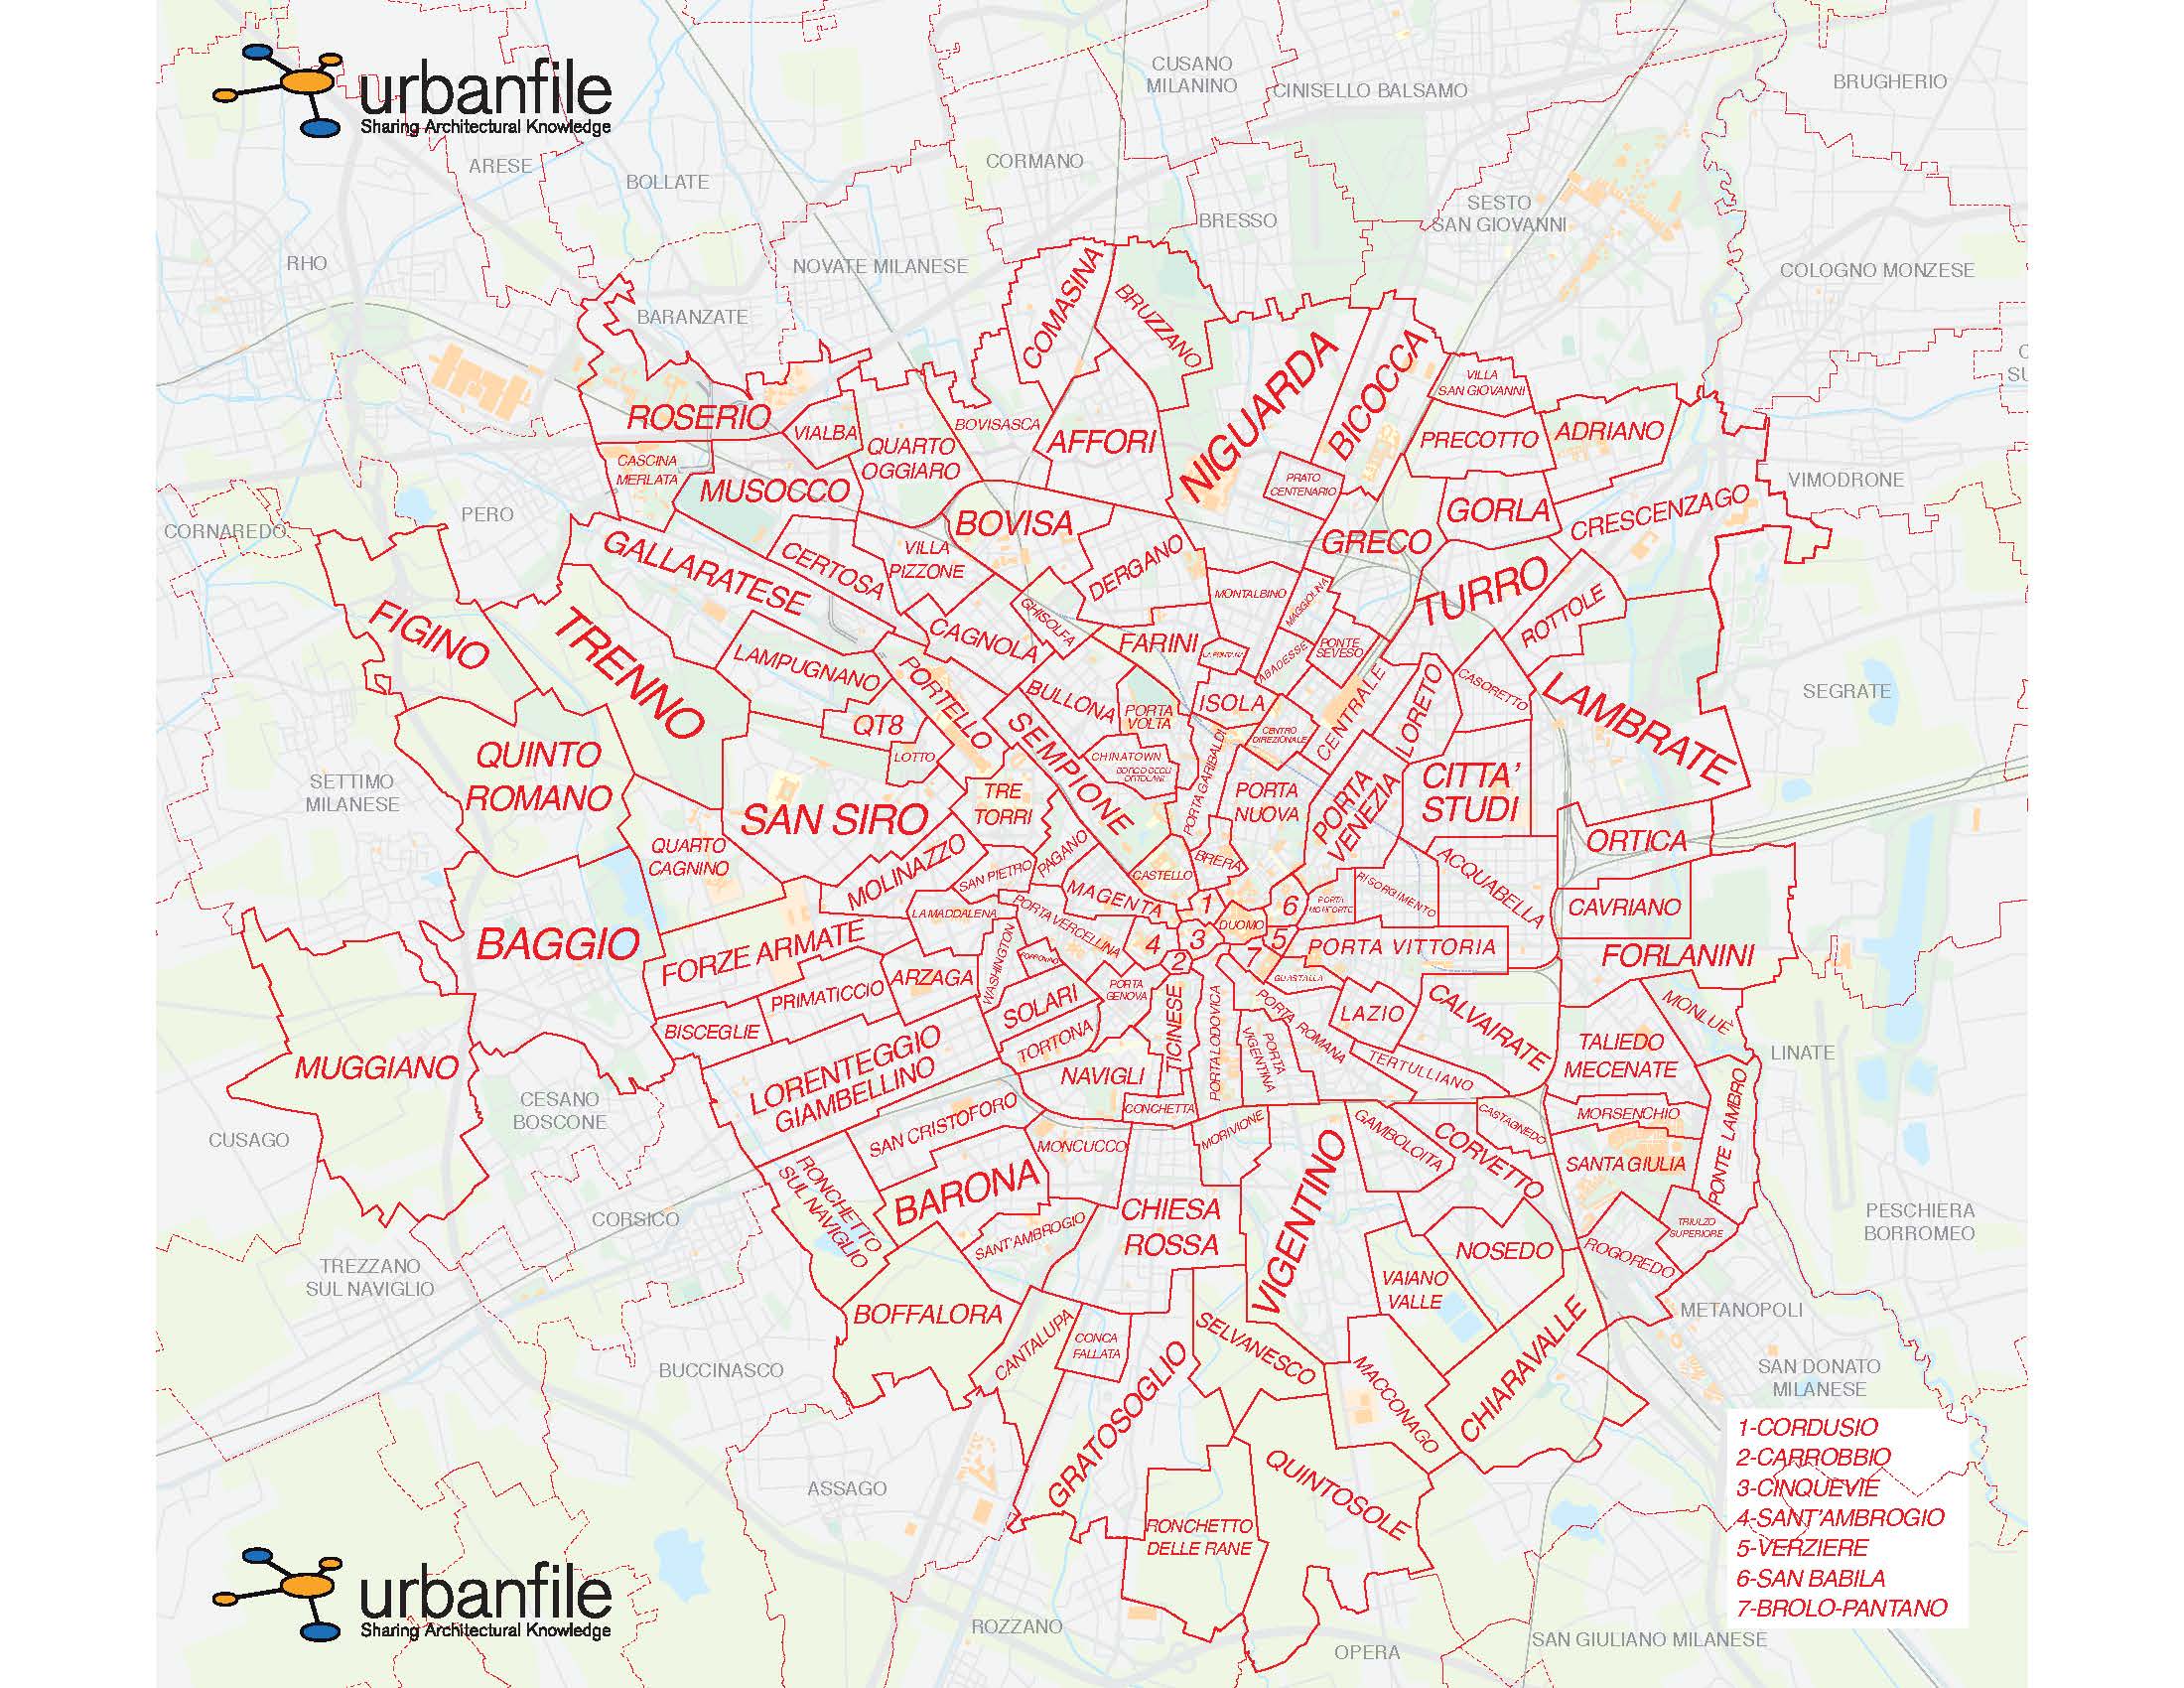 urbanfile
Sharing Architectural Knowledge
CUSANO
MILANINO
CINISELLO BALSAMO
BRUGHERIO
ARESE
BOLLATE
CORMANO
SESTO
SAN GIOVANNI
BRESSO
RHO
NOVATE MILANESE
COLOGNO MONZESE
BARANZATE
COMASINA
BRUZZANO
NIGUARDA
BICOCCA
VILLA
SAN GIOVANNI
ROSERIO
VIALBA
QUARTO
OGGIARO
BOVISASCA
AFFORI
PRECOTTO
ADRIANO
CASCINA
MERLATA
MUSOCCO
PRATO
CENTENARIO
VIMODRONE
CORNAREDO
PERO
BOVISA
GRECO
GORLA
CRESCENZAGO
GALLARATESE
CERTOSA
VILLA
PIZZONE
DERGANO
MONTALBINO
MAGGIOLINA
TURRO
ROTTOLE
FIGINO
TRENNO
LAMPUGNANO
CAGNOLA
GHISOLFA
FARINI
LA FONTANA
ABADESSE
PONTE
SEVESO
PORTELLO
BULLONA
PORTA
VOLTA
ISOLA
CENTRALE
LORETO
CASORETTO
LAMBRATE
SEGRATE
QT8
LOTTO
SEMPIONE
CHINATOWN
BORGO DEGLI
ORTOLANI
PORTA GARIBALDI
CENTRO
DIREZIONALE
QUINTO
ROMANO
SETTIMO
MILANESE
SAN SIRO
TRE
TORRI
PORTA
NUOVA
PORTA
VENEZIA
CITTA'
STUDI
ORTICA
QUARTO
CAGNINO
MOLINAZZO
SAN PIETRO
PAGANO
CASTELLO
BRERA
ACQUABELLA
MAGENTA
1
6
PORTA
MONFORTE
RISORGIMENTO
CAVRIANO
BAGGIO
FORZE ARMATE
LA MADDALENA
PORTA VERCELLINA
4
3
DUOMO
5
2
7
PORTA VITTORIA
FORLANINI
PRIMATICCIO
ARZAGA
WASHINGTON
SOLARI
PORTA
GENOVA
GUASTALLA
LAZIO
CALVAIRATE
MONLUÈ
BISCEGLIE
TORTONA
TICINESE
PORTA LODOVICA
PORTA
VIGENTINA
PORTA ROMANA
TERTULLIANO
TALIEDO
MECENATE
LINATE
MUGGIANO
LORENTEGGIO
GIAMBELLINO
NAVIGLI
CONCHETTA
CESANO
BOSCONE
CUSAGO
SAN CRISTOFORO
MONCUCCO
MORIVIONE
GAMBOLOITA
CORVETTO
CASTAGNEDO
MORSENCHIO
PONTE LAMBRO
SANTA GIULIA
RONCHETTO
SUL NAVIGLIO
BARONA
CHIESA
ROSSA
VIGENTINO
CORSICO
SANT'AMBROGIO
NOSEDO
ROGOREDO
TRIULZO
SUPERIORE
PESCHIERA
BORROMEO
TREZZANO
SUL NAVIGLIO
BOFFALORA
VAIANO
VALLE
METANOPOLI
CANTALUPA
CONCA
FALLATA
SELVANESCO
CHIARAVALLE
BUCCINASCO
GRATOSOGLIO
MACCONAGO
SAN DONATO
MILANESE
ASSAGO
QUINTOSOLE
RONCHETTO
DELLE RANE
1-CORDUSIO
2-CARROBBIO
3-CINQUEVIE
4-SANT'AMBROGIO
5-VERZIERE
6-SAN BABILA
7-BROLO-PANTANO
urbanfile
Sharing Architectural Knowledge
ROZZANO
OPERA
SAN GIULIANO MILANESE